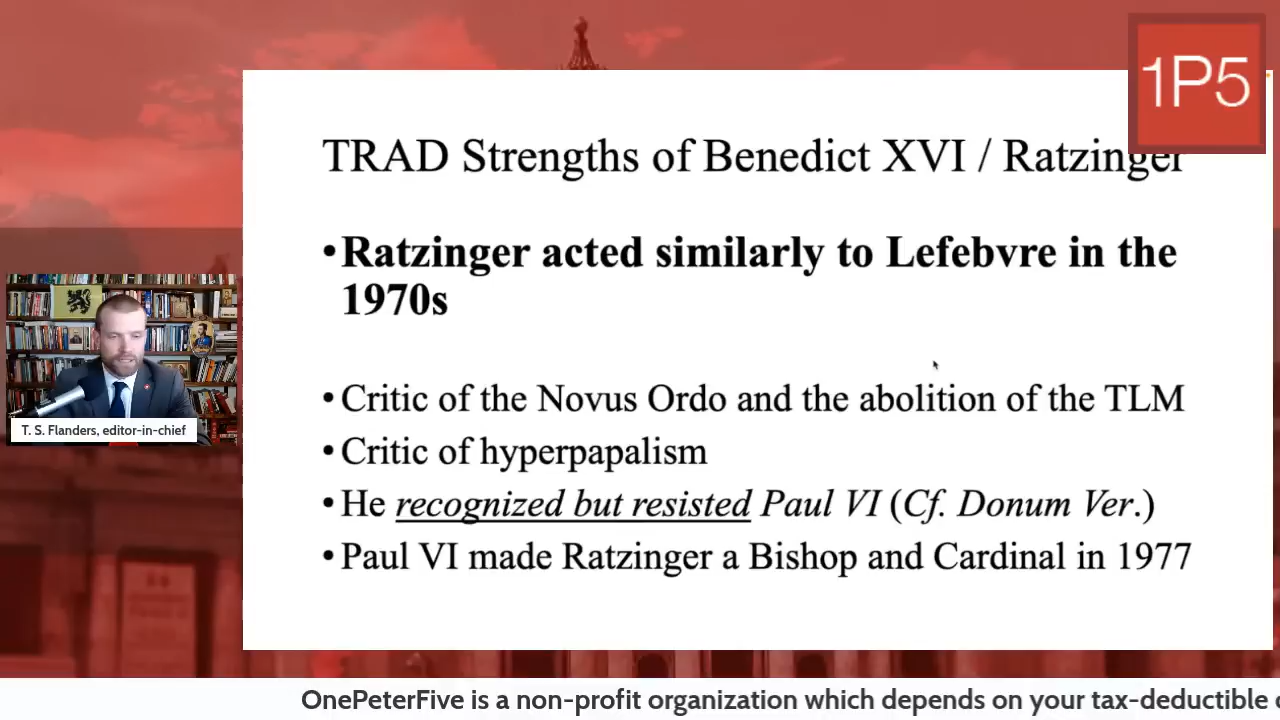 1P5
TRAD Strengths of Benedict XVI / Ratzinger
•Ratzinger acted similarly to Lefebvre in the
1970s
•Critic of the Novus Ordo and the abolition of the TLM
•Critic of hyperpapalism
•He recognized but resisted Paul VI (Cf. Donum Ver.)
•Paul VI made Ratzinger a Bishop and Cardinal in 1977
T. S. Flanders, editor-in-chief
OnePeterFive is a non-profit organization which depends on your tax-deductible